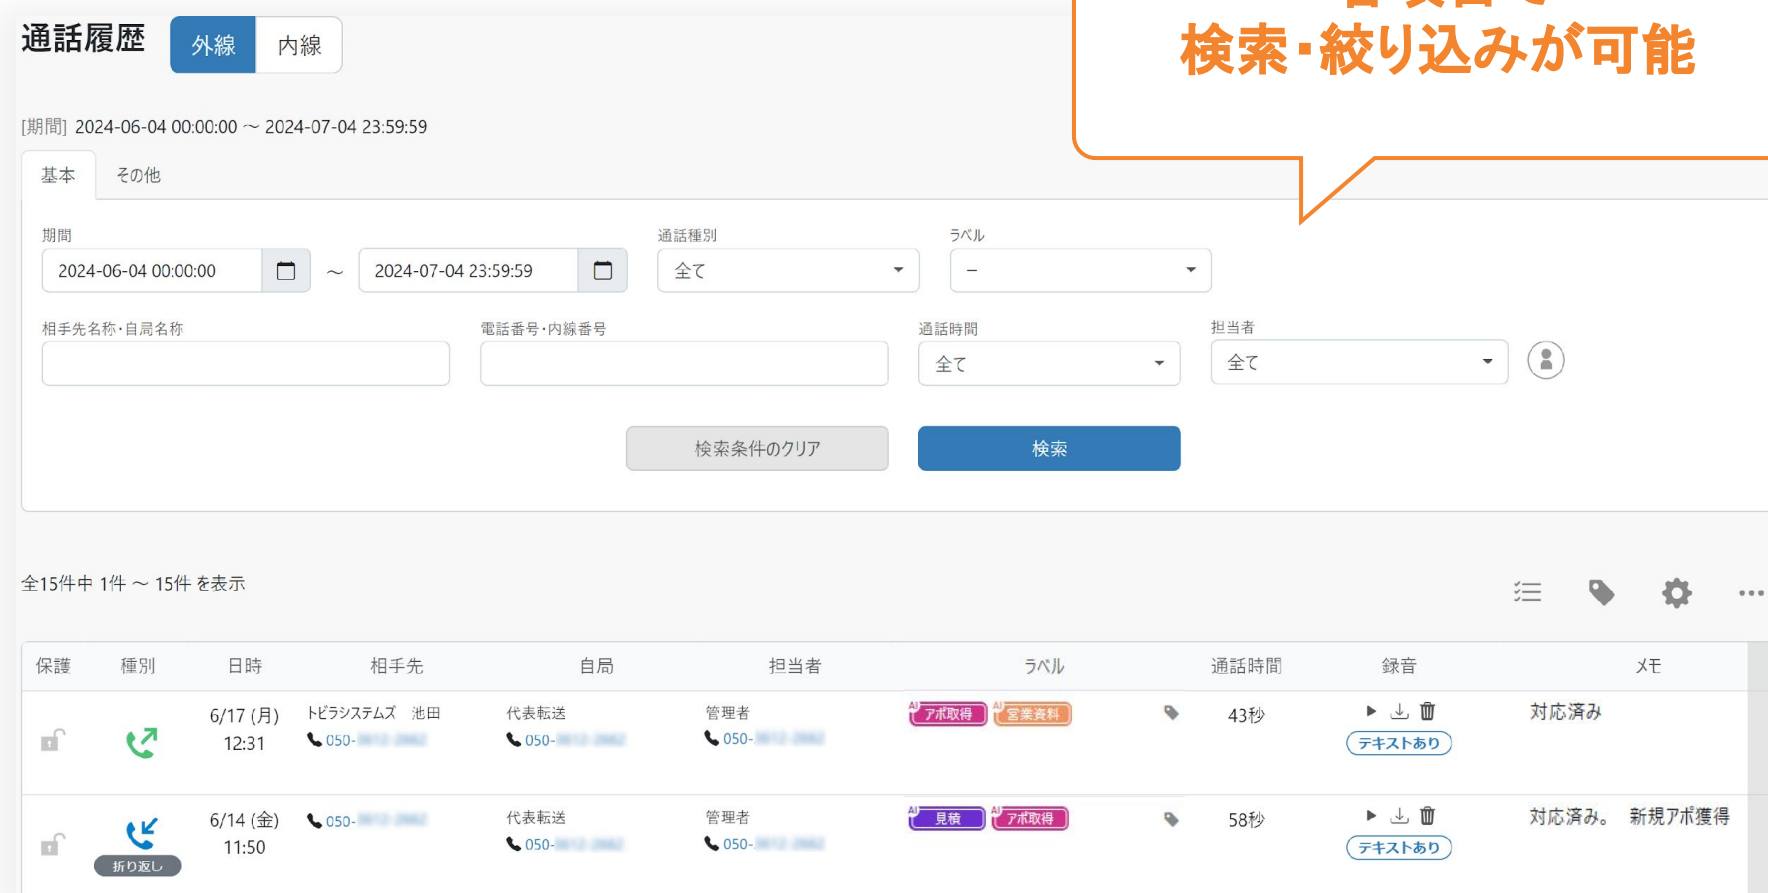 各項目で
検索・絞り込みが可能
通話履歴
外線 内線
[期間] 2024-06-04 00:00:00 ～ 2024-07-04 23:59:59
基本 その他
期間 通話種別 ラベル
2024-06-04 00:00:00 ～ 2024-07-04 23:59:59 全て –
相手先名称・自局名称 電話番号・内線番号 通話時間 担当者
全て 全て
検索条件のクリア 検索
全15件中 1件 ～ 15件 を表示
保護 種別 日時 相手先 自局 担当者 ラベル 通話時間 録音 メモ
6/17 (月) トビラシステムズ 池田 代表転送 管理者 AI アポ取得 AI 営業資料 43秒 対応済み
12:31 050- 050- 050- テキストあり
6/14 (金) 050- 代表転送 管理者 AI 見積 AI アポ取得 58秒 対応済み。 新規アポ獲得
11:50 050- 050- テキストあり
折り返し